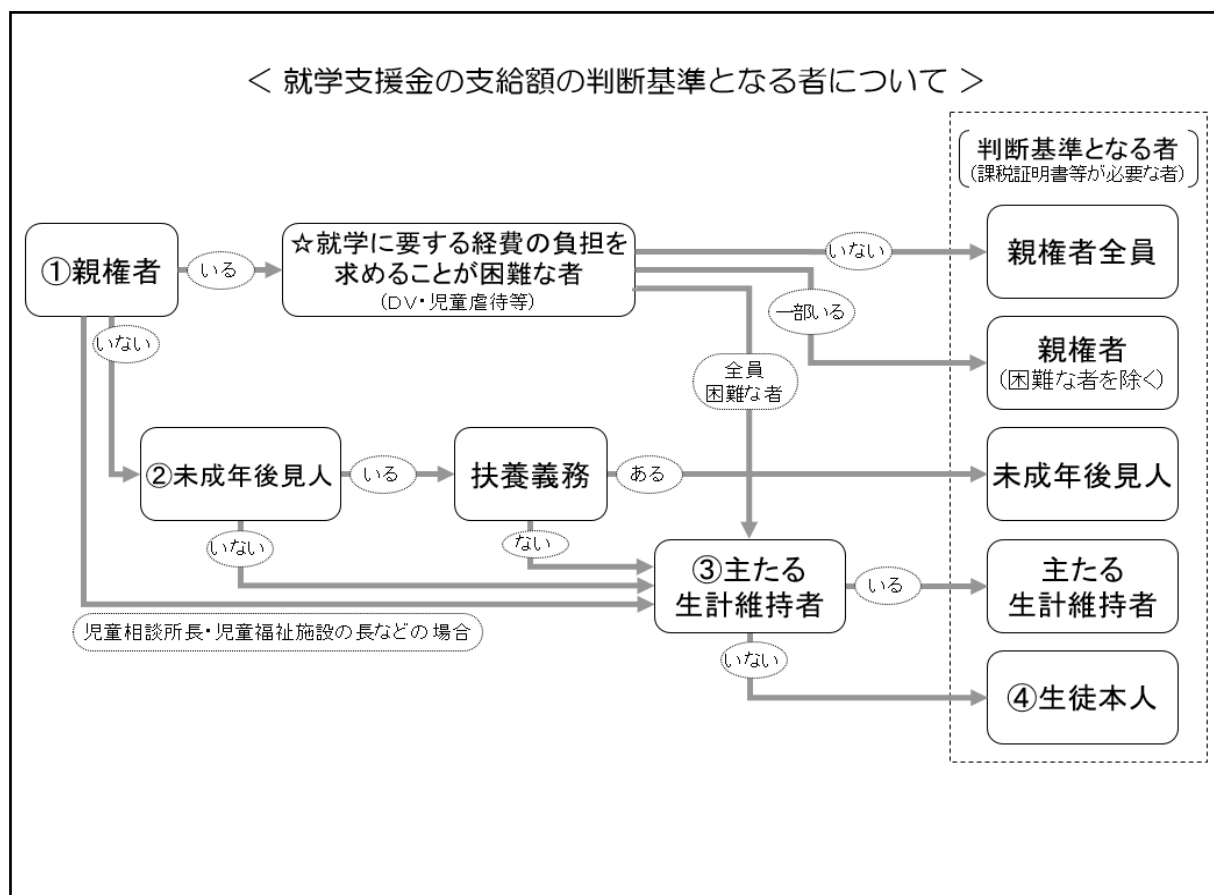 ＜ 就学支援金の支給額の判断基準となる者について ＞
判断基準となる者
(課税証明書等が必要な者)
①親権者
いる
☆就学に要する経費の負担を
求めることが困難な者
(DV・児童虐待等)
いない
親権者全員
一部いる
親権者
(困難な者を除く)
いない
全員
困難な者
②未成年後見人
いる
扶養義務
ある
未成年後見人
いない
ない
③主たる
生計維持者
いる
主たる
生計維持者
児童相談所長・児童福祉施設の長などの場合
いない
④生徒本人